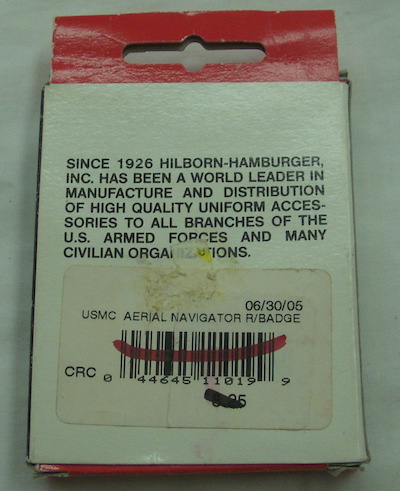 SINCE 1926 HILBORN-HAMBURGER,
INC. HAS BEEN A WORLD LEADER IN
MANUFACTURE AND DISTRIBUTION
OF HIGH QUALITY UNIFORM ACCES-
SORIES TO ALL BRANCHES OF THE
U.S. ARMED FORCES AND MANY
CIVILIAN ORGANIZATIONS.
06/30/05
USMC AERIAL NAVIGATOR R/BADGE
CRC
0 44645 11019 9